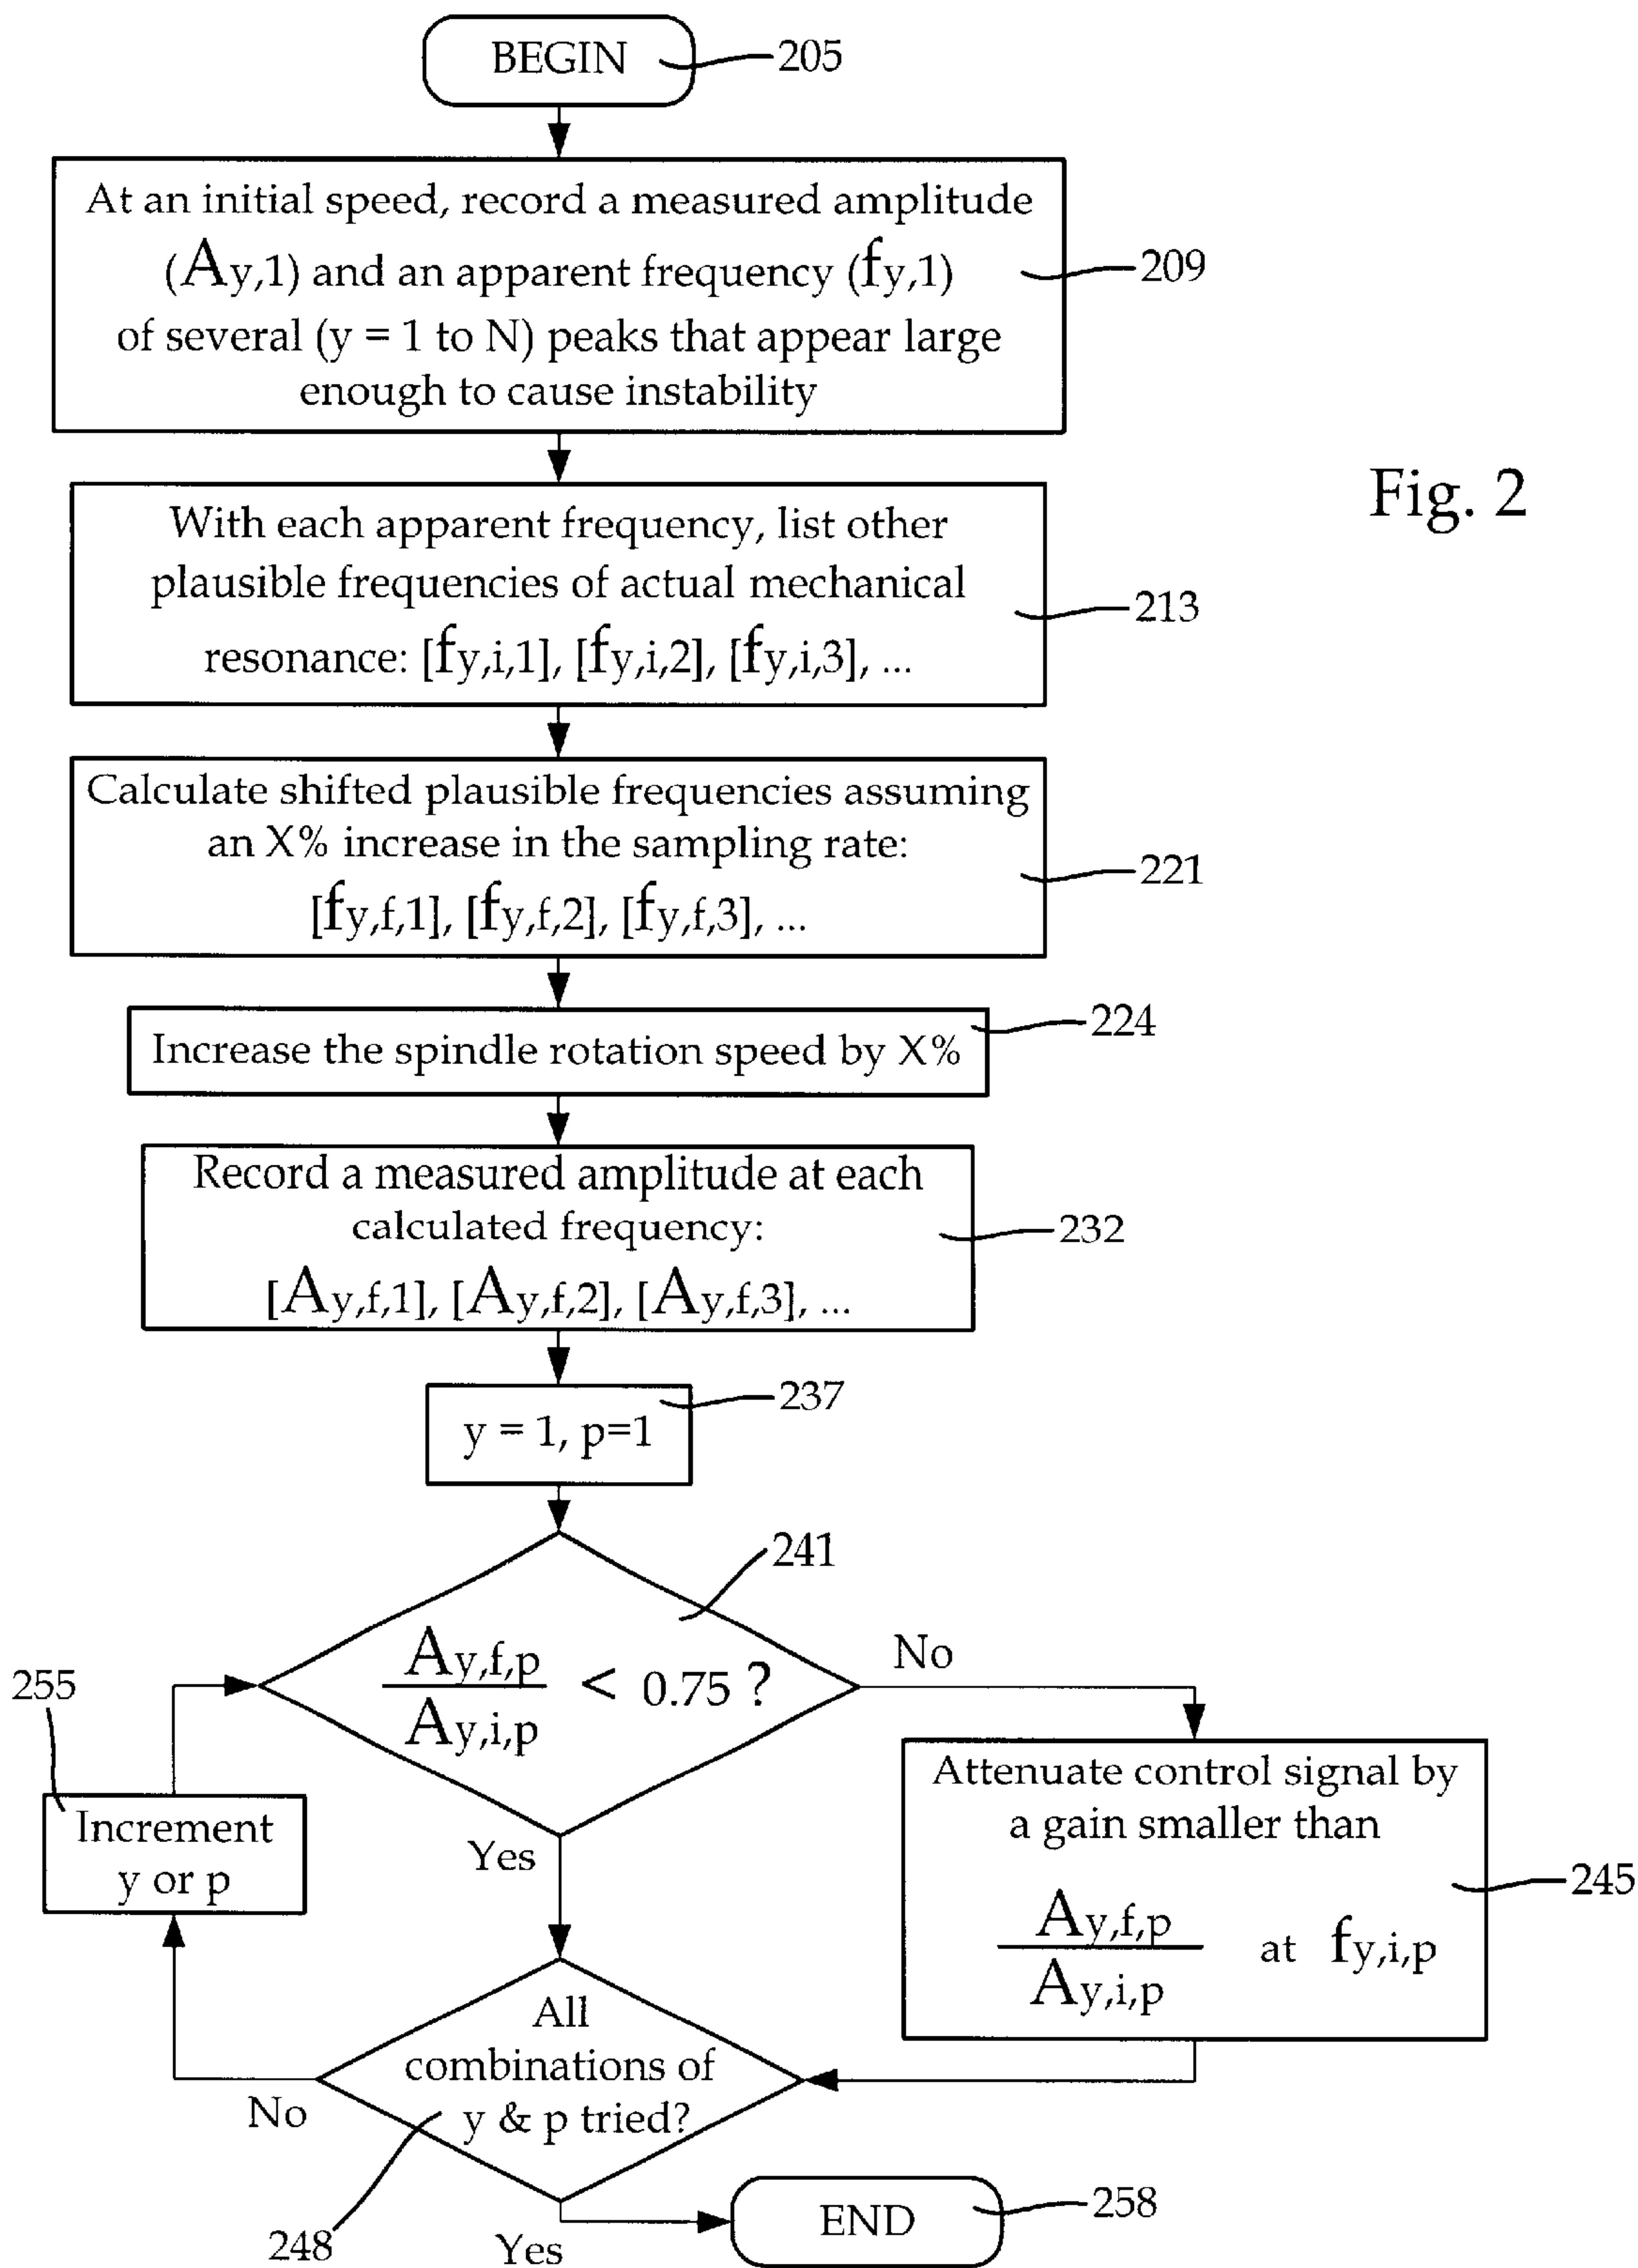 BEGIN
205
At an initial speed, record a measured amplitude
(Ay,1) and an apparent frequency (fy,1)
of several (y = 1 to N) peaks that appear large
enough to cause instability
209
Fig. 2
With each apparent frequency, list other
plausible frequencies of actual mechanical
resonance: [fy,i,1], [fy,i,2], [fy,i,3], ...
213
Calculate shifted plausible frequencies assuming
an X% increase in the sampling rate:
[fy,f,1], [fy,f,2], [fy,f,3], ...
221
Increase the spindle rotation speed by X%
224
Record a measured amplitude at each
calculated frequency:
[Ay,f,1], [Ay,f,2], [Ay,f,3], ...
232
y = 1, p=1
237
241
Ay,f,p
Ay,i,p
< 0.75 ?
No
Yes
255
Increment
y or p
Attenuate control signal by
a gain smaller than
Ay,f,p
Ay,i,p
at fy,i,p
245
All
combinations of
y & p tried?
No
248
Yes
END
258